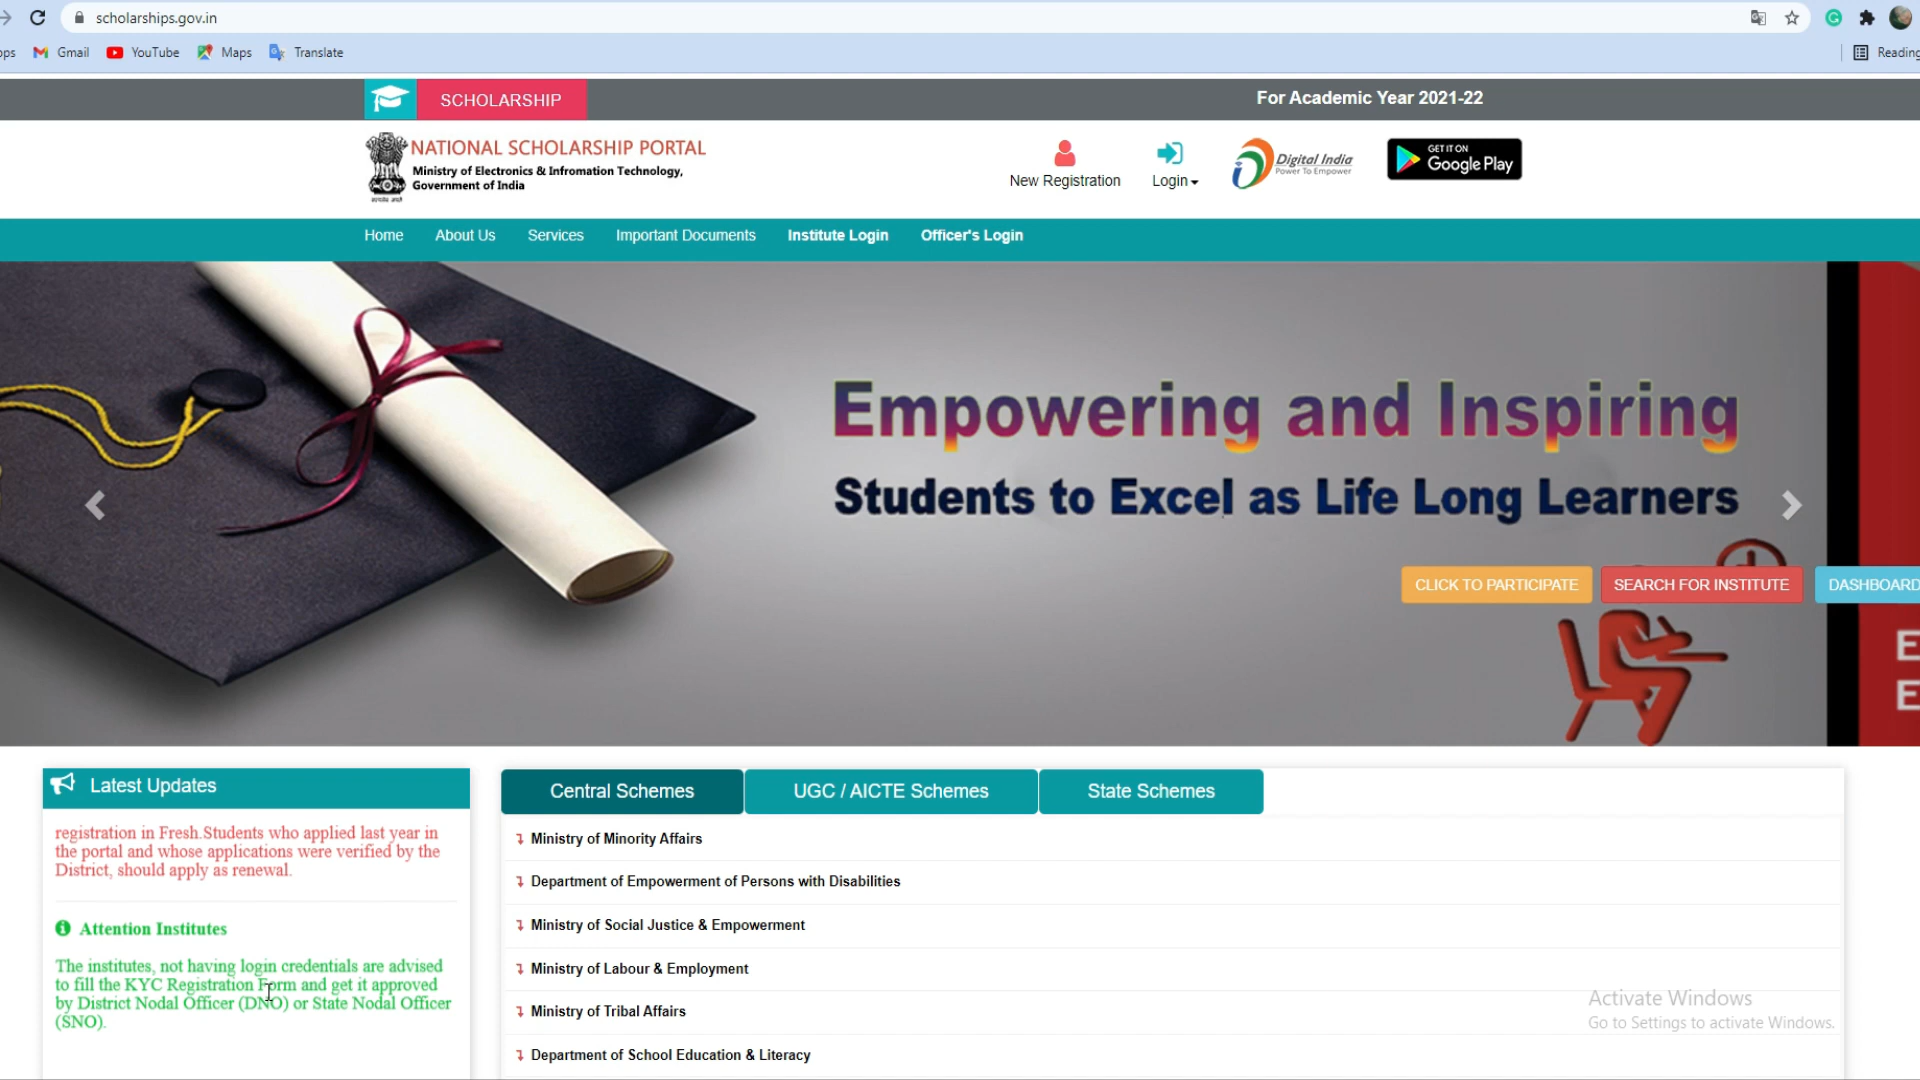 scholarships.gov.in
Gmail YouTube Maps Translate
SCHOLARSHIP
For Academic Year 2021-22
NATIONAL SCHOLARSHIP PORTAL
Ministry of Electronics & Infromation Technology,
Government of India
New Registration
Login
Digital India
Power To Empower
GET IT ON
Google Play
Home About Us Services Important Documents Institute Login Officer's Login
Empowering and Inspiring
Students to Excel as Life Long Learners
CLICK TO PARTICIPATE SEARCH FOR INSTITUTE DASHBOARD
Latest Updates
registration in Fresh.Students who applied last year in
the portal and whose applications were verified by the
District, should apply as renewal.
Attention Institutes
The institutes, not having login credentials are advised
to fill the KYC Registration Form and get it approved
by District Nodal Officer (DNO) or State Nodal Officer
(SNO).
Central Schemes UGC / AICTE Schemes State Schemes
Ministry of Minority Affairs
Department of Empowerment of Persons with Disabilities
Ministry of Social Justice & Empowerment
Ministry of Labour & Employment
Ministry of Tribal Affairs
Department of School Education & Literacy
Activate Windows
Go to Settings to activate Windows.